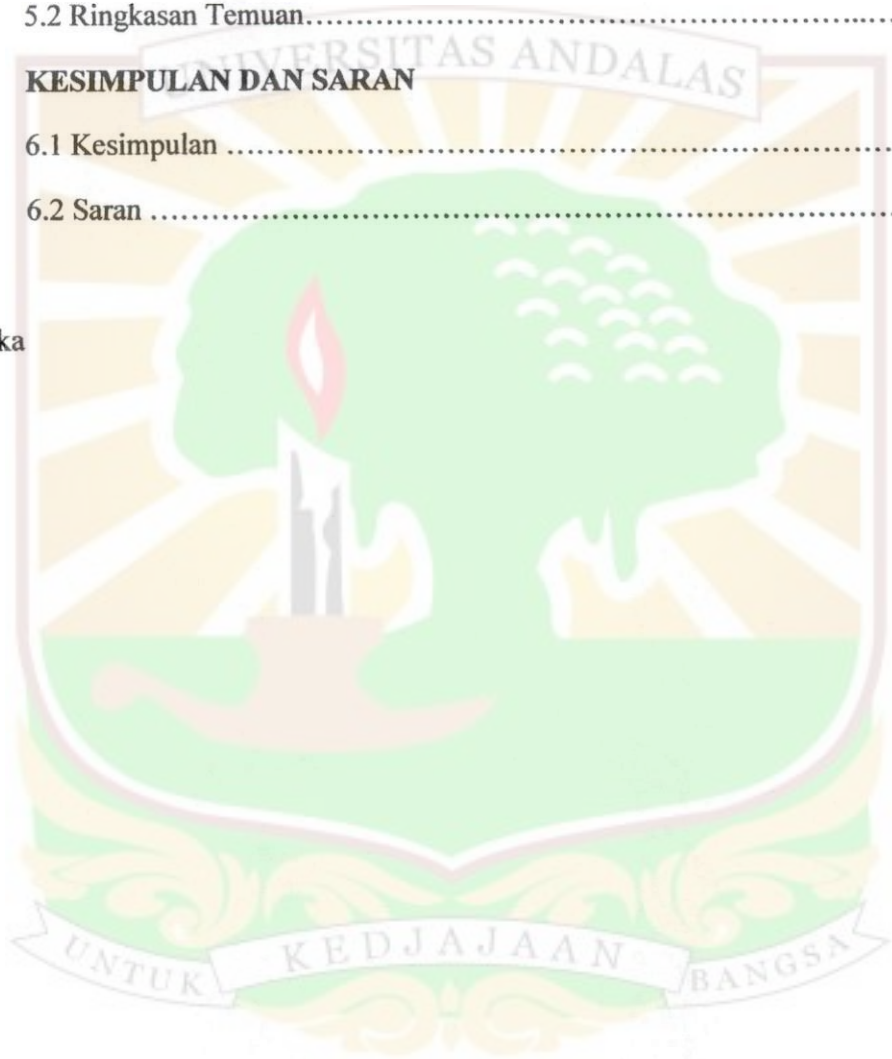 5.2 Ringkasan Temuan......................................................................
UNIVERSITAS ANDALAS
KESIMPULAN DAN SARAN
6.1 Kesimpulan ......................................................................
6.2 Saran ..............................................................................
ka
UNTUK KEDJAJAAN BANGSA